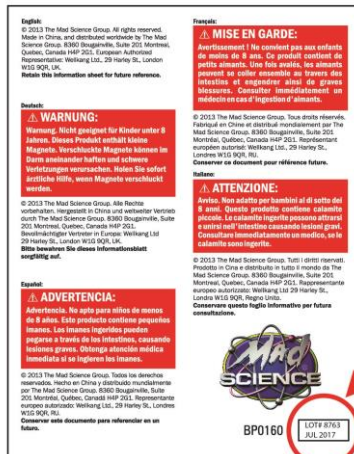 English:
© 2013 The Mad Science Group. All rights reserved.
Made in China, and distributed worldwide by The Mad
Science Group. 8360 Bougainville, Suite 201 Montreal,
Quebec, Canada H4P 2G1. European Authorized
Representative: Wellkang Ltd., 29 Harley St., London
W1G 9QR, UK.
Retain this information sheet for future reference.
Deutsch:
⚠ WARNUNG:
Warnung. Nicht geeignet für Kinder unter 8
Jahren. Dieses Produkt enthält kleine
Magnete. Verschluckte Magnete können im
Darm aneinander haften und schwere
Verletzungen verursachen. Holen Sie sofort
ärztliche Hilfe, wenn Magnete verschluckt
werden.
© 2013 The Mad Science Group. Alle Rechte
vorbehalten. Hergestellt in China und weltweiter Vertrieb
durch The Mad Science Group. 8360 Bougainville, Suite
201 Montreal, Quebec, Canada H4P 2G1.
Bevollmächtigter Vertreter in Europa: Wellkang Ltd
29 Harley St., London W1G 9QR, UK.
Bitte bewahren Sie dieses Informationsblatt
sorgfältig auf.
Español:
⚠ ADVERTENCIA:
Advertencia. No apto para niños de menos
de 8 años. Este producto contiene pequeños
imanes. Los imanes ingeridos pueden
pegarse a través de los intestinos, causando
lesiones graves. Obtenga atención médica
inmediata si se ingieren los imanes.
© 2013 The Mad Science Group. Todos los derechos
reservados. Hecho en China y distribuido mundialmente
por The Mad Science Group. 8360 Bougainville, Suite
201 Montreal, Québec, Canadá H4P 2G1. Representante
europeo autorizado: Wellkang Ltd., 29 Harley St., Londres
W1G 9QR, RU.
Conservar este documento para referenciar en un
futuro.
Français:
⚠ MISE EN GARDE:
Avertissement ! Ne convient pas aux enfants
de moins de 8 ans. Ce produit contient de
petits aimants. Une fois avalés, les aimants
peuvent se coller ensemble au travers des
intestins et engendrer ainsi de graves
blessures. Consulter immédiatement un
médecin en cas d'ingestion d'aimants.
© 2013 The Mad Science Group. Tous droits réservés.
Fabriqué en Chine et distribué mondialement par The
Mad Science Group. 8360 Bougainville, Suite 201
Montreal, Quebec, Canada H4P 2G1. Représentant
européen autorisé: Wellkang Ltd., 29 Harley St.,
Londres W1G 9QR, RU.
Conserver ce document pour référence future.
Italiano:
⚠ ATTENZIONE:
Avviso. Non adatto per bambini al di sotto dei
8 anni. Questo prodotto contiene calamite
piccole. Le calamite ingerite possono attrarsi
e unirsi nell'intestino causando lesioni gravi.
Consultare immediatamente un medico, se le
calamite sono ingerite.
© 2013 The Mad Science Group. Tutti i diritti riservati.
Prodotto in Cina e distribuito in tutto il mondo da The
Mad Science Group. 8360 Bougainville, Suite 201
Montreal, Quebec, Canada H4P 2G1. Rappresentante
europeo autorizzato: Wellkang Ltd., 29 Harley St.,
Londra W1G 9QR, Regno Unito.
Conservare questo foglio informativo per futura
consultazione.
Mad
SCIENCE
BP0160
LOT# 8763
JUL 2017